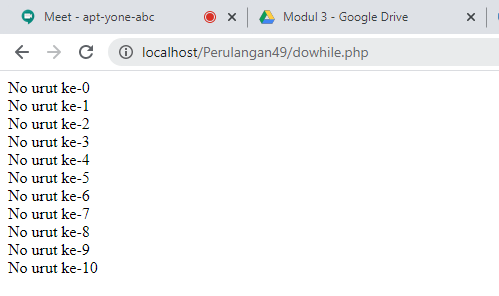 Meet - apt-yone-abc
Modul 3 - Google Drive
localhost/Perulangan49/dowhile.php
No urut ke-0
No urut ke-1
No urut ke-2
No urut ke-3
No urut ke-4
No urut ke-5
No urut ke-6
No urut ke-7
No urut ke-8
No urut ke-9
No urut ke-10